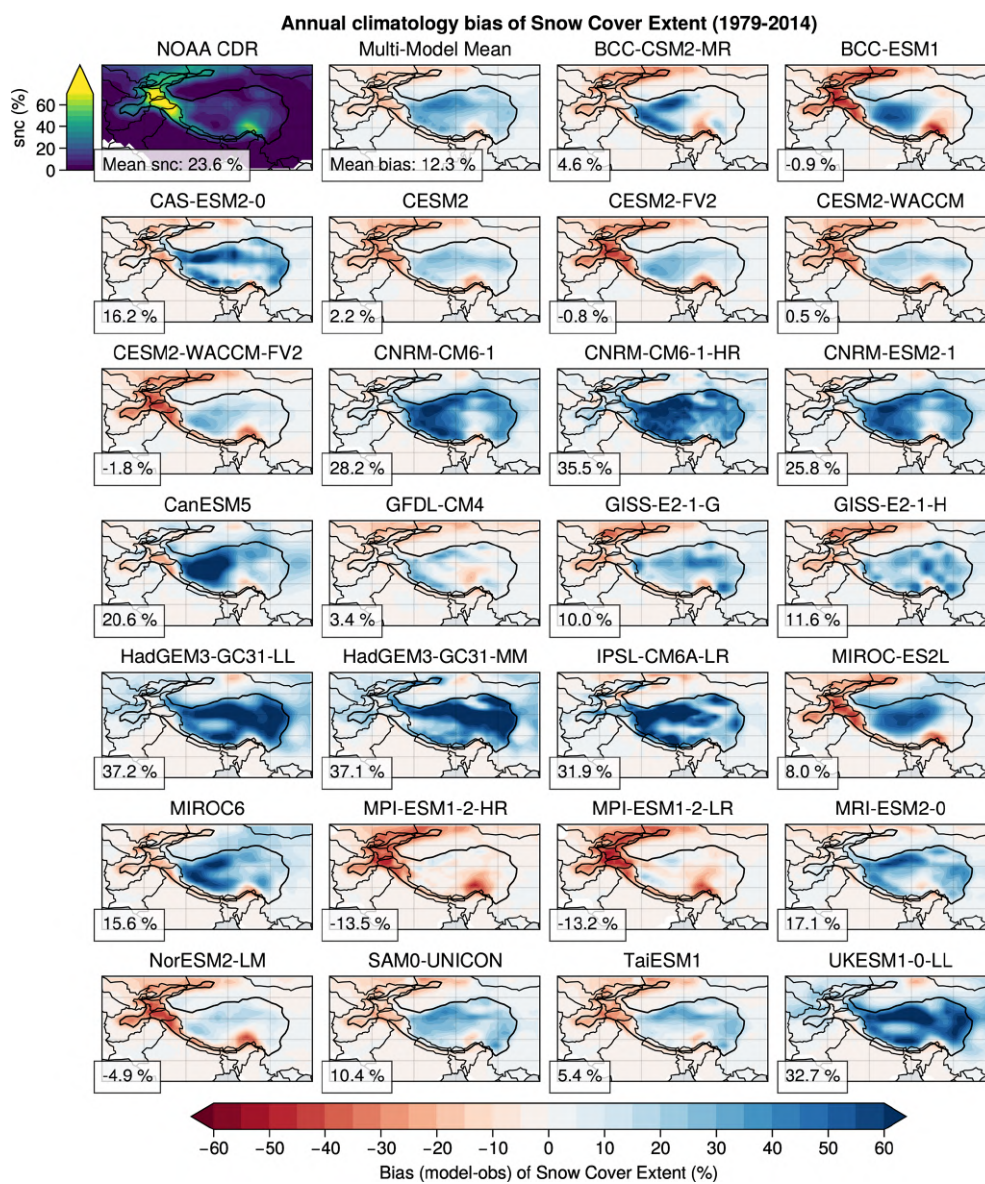 Annual climatology bias of Snow Cover Extent (1979-2014)
NOAA CDR
Multi-Model Mean
BCC-CSM2-MR
BCC-ESM1
snc (%)
60
40
20
0
Mean snc: 23.6 %
Mean bias: 12.3 %
4.6 %
-0.9 %
CAS-ESM2-0
CESM2
CESM2-FV2
CESM2-WACCM
16.2 %
2.2 %
-0.8 %
0.5 %
CESM2-WACCM-FV2
CNRM-CM6-1
CNRM-CM6-1-HR
CNRM-ESM2-1
-1.8 %
28.2 %
35.5 %
25.8 %
CanESM5
GFDL-CM4
GISS-E2-1-G
GISS-E2-1-H
20.6 %
3.4 %
10.0 %
11.6 %
HadGEM3-GC31-LL
HadGEM3-GC31-MM
IPSL-CM6A-LR
MIROC-ES2L
37.2 %
37.1 %
31.9 %
8.0 %
MIROC6
MPI-ESM1-2-HR
MPI-ESM1-2-LR
MRI-ESM2-0
15.6 %
-13.5 %
-13.2 %
17.1 %
NorESM2-LM
SAM0-UNICON
TaiESM1
UKESM1-0-LL
-4.9 %
10.4 %
5.4 %
32.7 %
−60 −50 −40 −30 −20 −10 0 10 20 30 40 50 60
Bias (model-obs) of Snow Cover Extent (%)